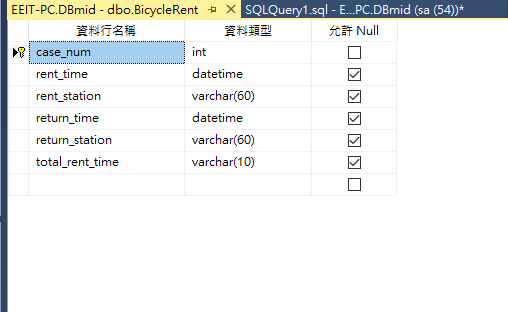 EEIT-PC.DBmid - dbo.BicycleRent SQLQuery1.sql - E...PC.DBmid (sa (54))*
資料行名稱 資料類型 允許 Null
case_num int
rent_time datetime
rent_station varchar(60)
return_time datetime
return_station varchar(60)
total_rent_time varchar(10)